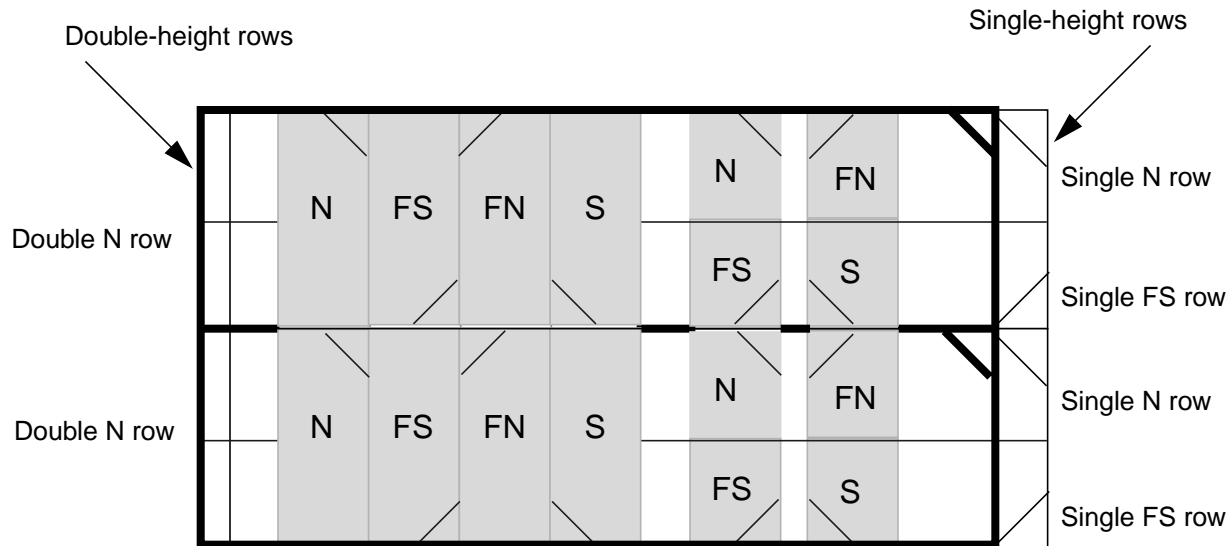 Double-height rows
Single-height rows
N FN
Single N row
N FS FN S
Double N row
FS S
Single FS row
N FN
Single N row
N FS FN S
Double N row
FS S
Single FS row